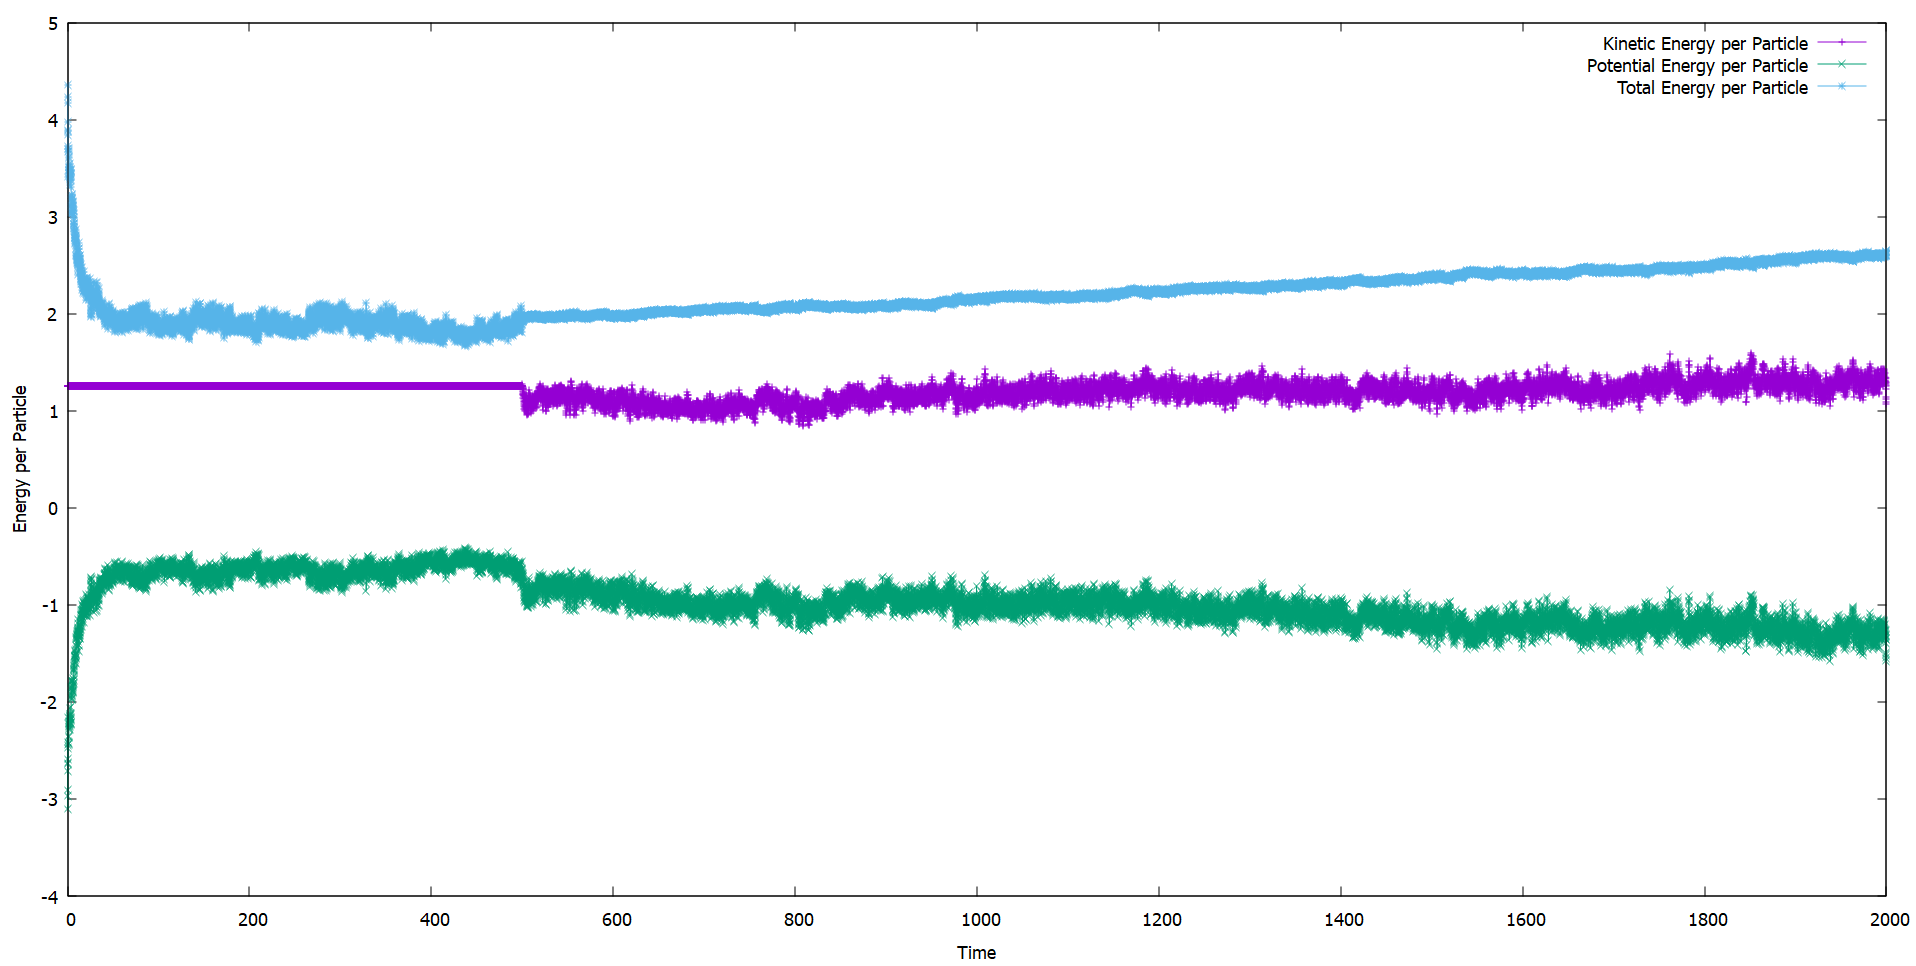 5
4
3
2
1
0
-1
-2
-3
-4
Energy per Particle
Kinetic Energy per Particle
Potential Energy per Particle
Total Energy per Particle
0 200 400 600 800 1000 1200 1400 1600 1800 2000
Time